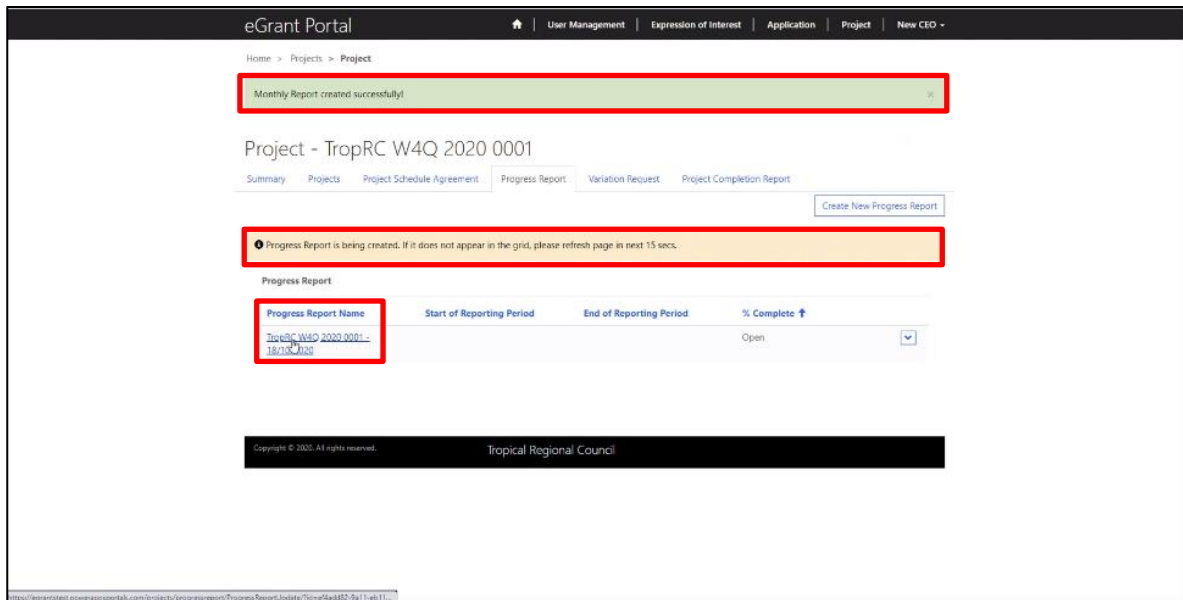 eGrant Portal
User Management | Expression of Interest | Application | Project | New CEO
Home > Projects > Project
Monthly Report created successfully!
Project - TropRC W4Q 2020 0001
Summary Projects Project Schedule Agreement Progress Report Variation Request Project Completion Report
Create New Progress Report
Progress Report is being created. If it does not appear in the grid, please refresh page in next 15 secs.
Progress Report
Progress Report Name Start of Reporting Period End of Reporting Period % Complete
TropRC W4Q 2020 0001 - Open
Copyright © 2020. All rights reserved. Tropical Regional Council